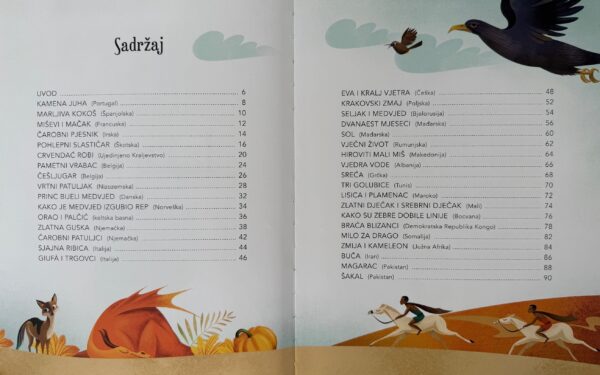 Sadržaj
UVOD 6
KAMENA JUHA (Portugal) 8
MARLJIVA KOKOŠ (Španjolska) 10
MIŠEVI I MAČAK (Francuska) 12
ČAROBNI PJESNIK (Irska) 14
POHLEPNI SLASTIČAR (Škotska) 16
CRVENDAĆ ROBI (Ujedinjeno Kraljevstvo) 20
PAMETNI VRABAC (Belgija) 24
ČEŠLJUGAR (Belgija) 26
VRTNI PATULJAK (Nizozemska) 28
PRINC BIJELI MEDVJED (Danska) 32
KAKO JE MEDVJED IZGUBIO REP (Norveška) 34
ORAO I PALČIĆ (keltska basna) 36
ZLATNA GUSKA (Njemačka) 38
ČAROBNI PATULJCI (Njemačka) 42
SJAJNA RIBICA (Italija) 44
GIUFÀ I TRGOVCI (Italija) 46
EVA I KRALJ VJETRA (Češka) 48
KRAKOVSKI ZMAJ (Poljska) 52
SELJAK I MEDVJED (Bjelorusija) 54
DVANAEST MJESECI (Mađarska) 56
SOL (Mađarska) 60
VJEČNI ŽIVOT (Rumunjska) 62
HIROVITI MALI MIŠ (Makedonija) 64
VJEDRA VODE (Albanija) 66
SREĆA (Grčka) 68
TRI GOLUBICE (Tunis) 70
LISICA I PLAMENAC (Maroko) 72
ZLATNI DJEČAK I SREBRNI DJEČAK (Mali) 74
KAKO SU ZEBRE DOBILE LINIJE (Bocvana) 76
BRAĆA BLIZANCI (Demokratska Republika Kongo) 78
MILO ZA DRAGO (Somalija) 82
ZMIJA I KAMELEON (Južna Afrika) 84
BUČA (Iran) 86
MAGARAC (Pakistan) 88
ŠAKAL (Pakistan) 90